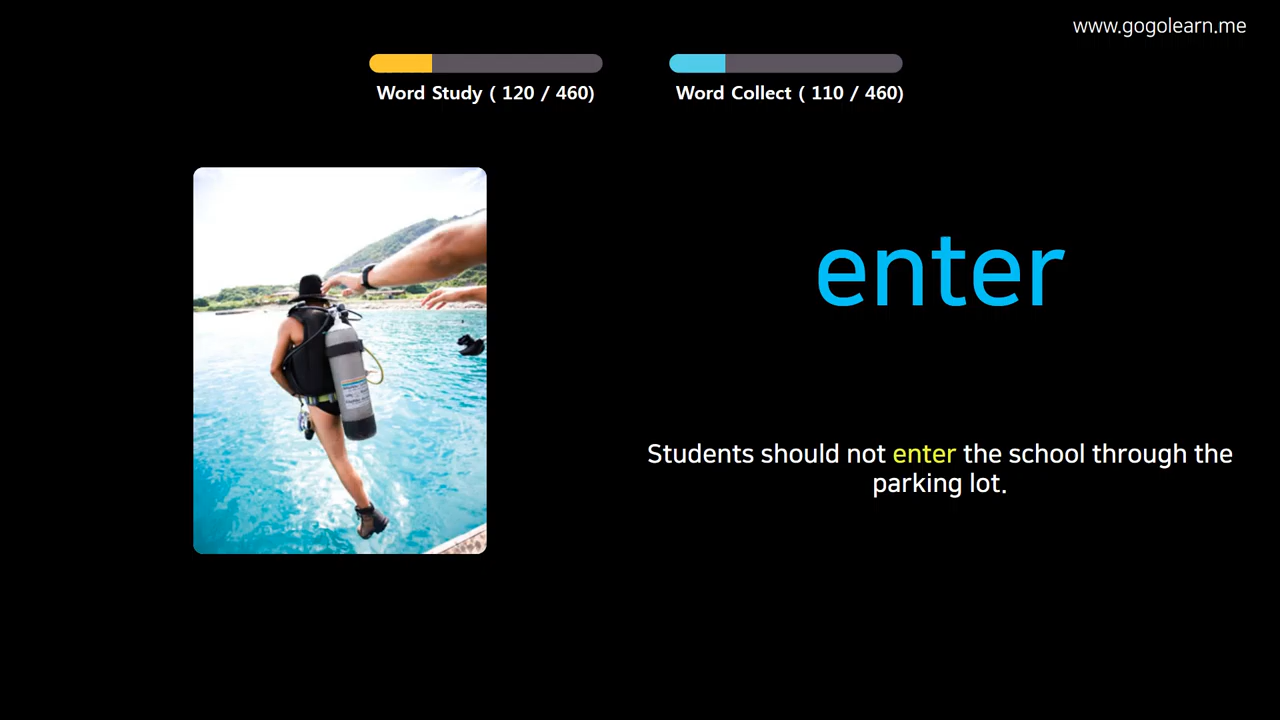 www.gogolearn.me
Word Study ( 120 / 460)
Word Collect ( 110 / 460)
enter
Students should not enter the school through the
parking lot.